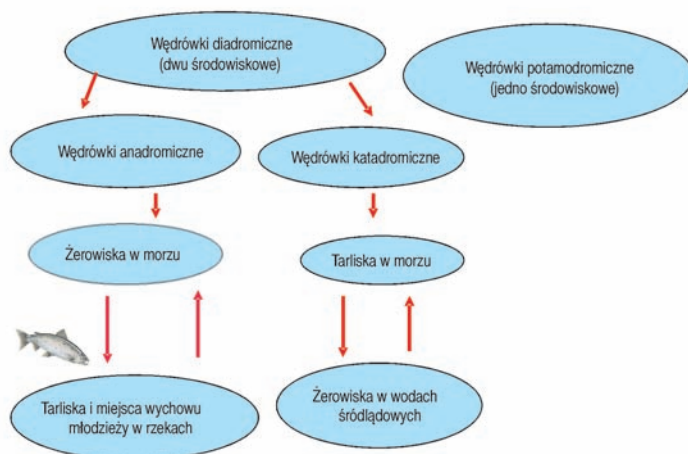 Wędrówki diadromiczne
(dwu środowiskowe)
Wędrówki potamodromiczne
(jedno środowiskowe)
Wędrówki anadromiczne
Wędrówki katadromiczne
Żerowiska w morzu
Tarliska w morzu
Tarliska i miejsca wychowu
młodzieży w rzekach
Żerowiska w wodach
śródlądowych